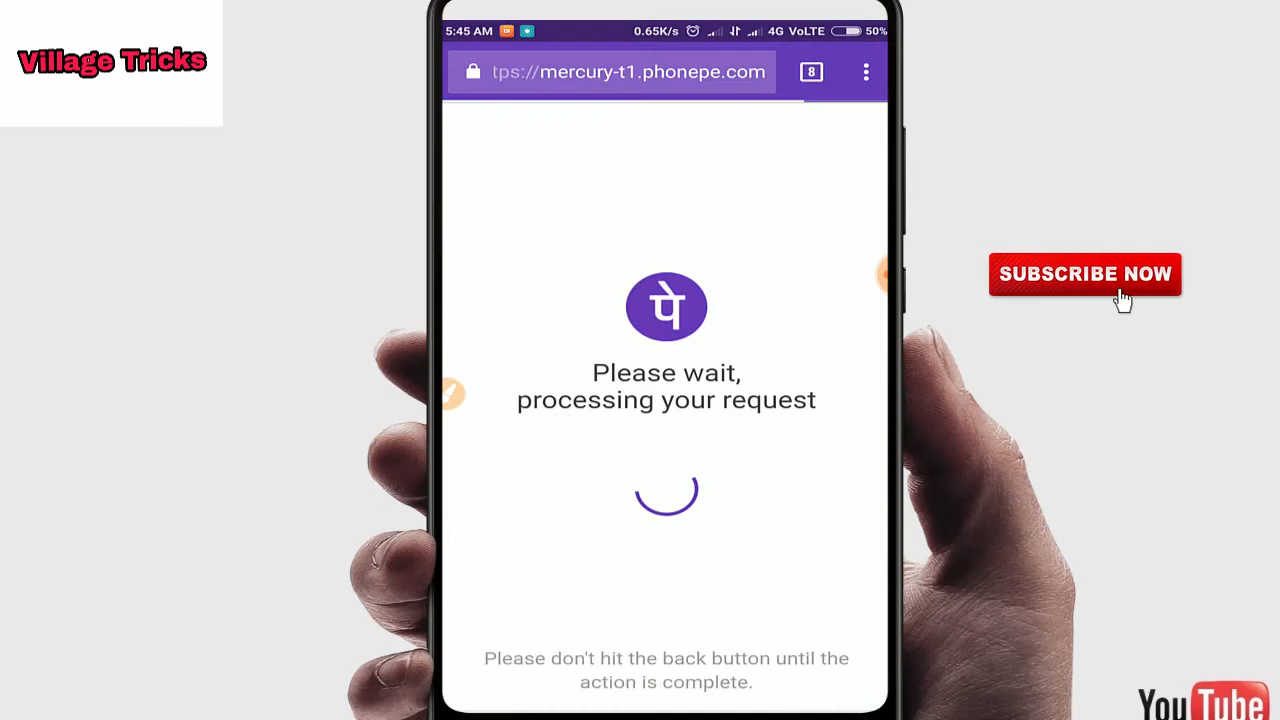 Village Tricks
5:45 AM
0.65K/s 4G VoLTE 50%
tps://mercury-t1.phonepe.com
8
पे
Please wait,
processing your request
Please don't hit the back button until the
action is complete.
SUBSCRIBE NOW
YouTube